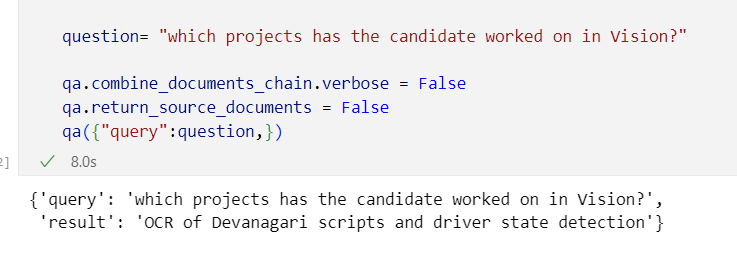 question= "which projects has the candidate worked on in Vision?"
qa.combine_documents_chain.verbose = False
qa.return_source_documents = False
qa({"query":question,})
2]
✓ 8.0s
{'query': 'which projects has the candidate worked on in Vision?',
'result': 'OCR of Devanagari scripts and driver state detection'}